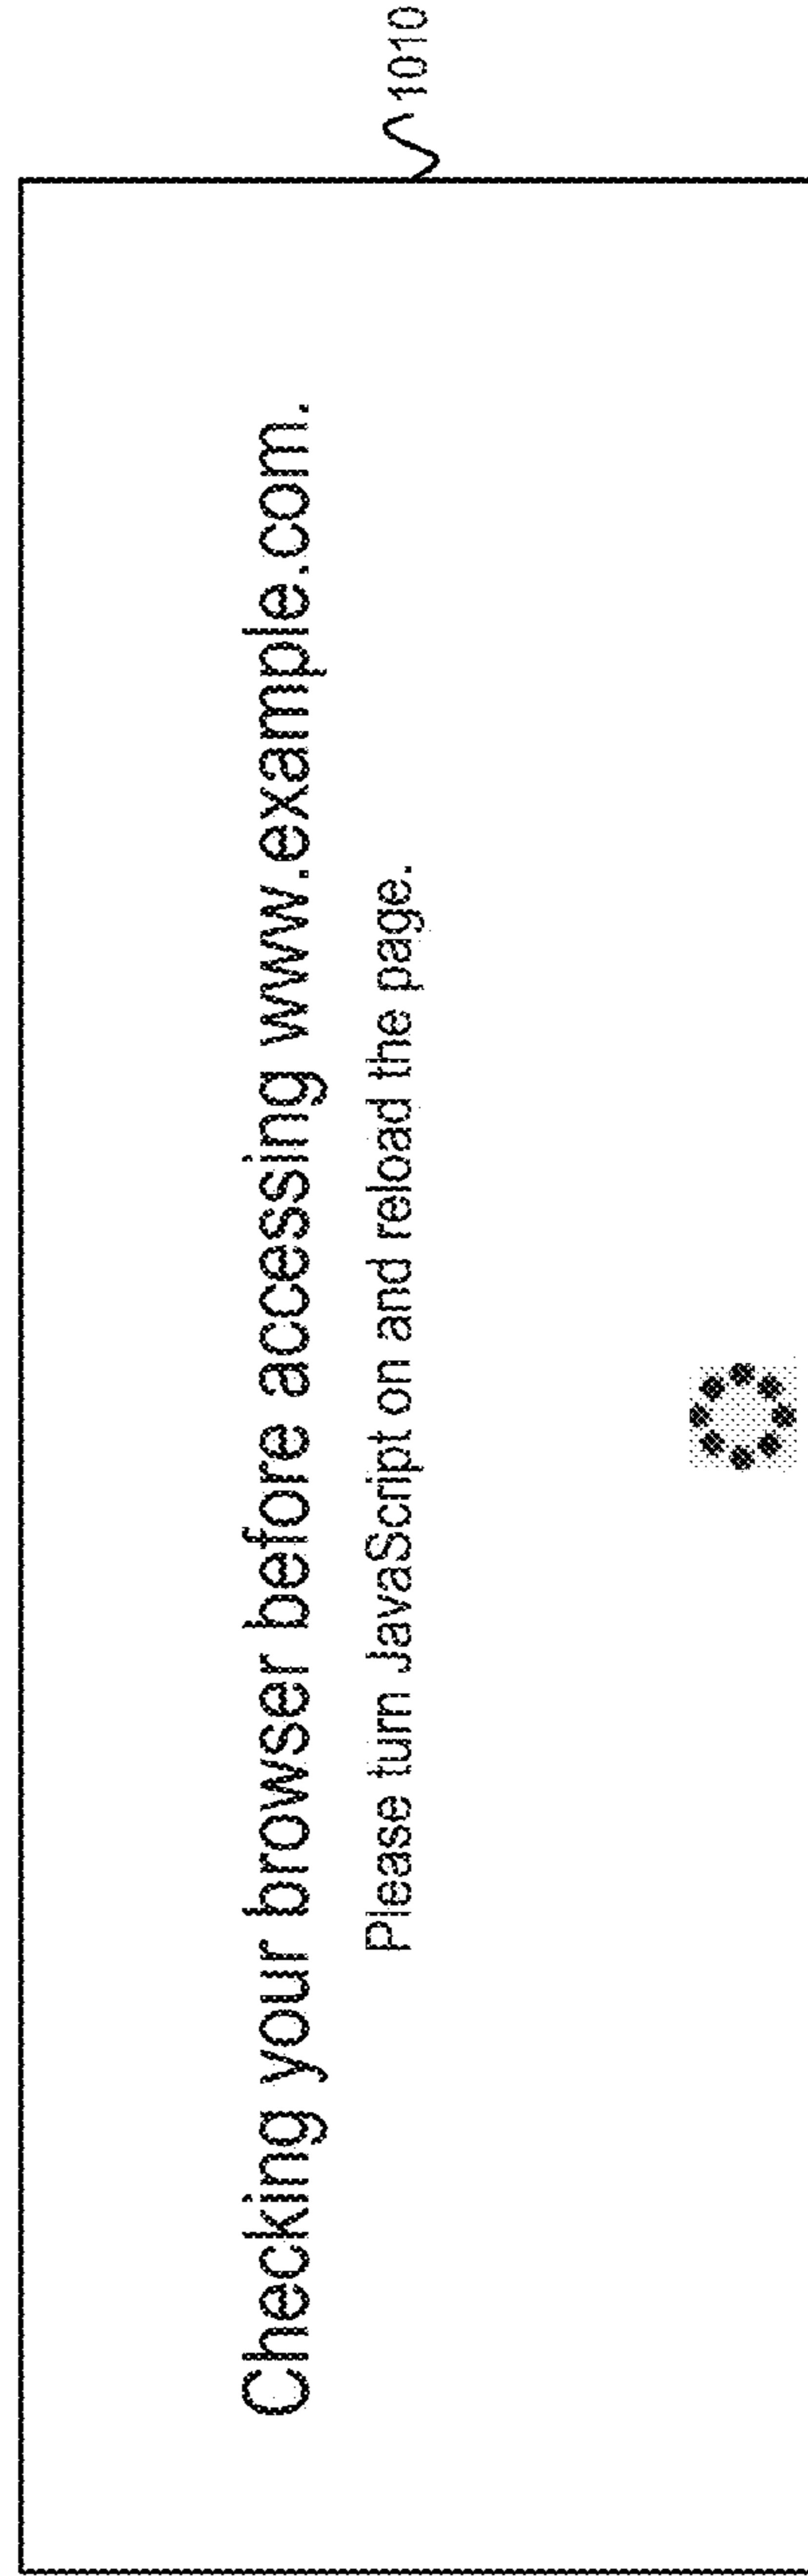 Checking your browser before accessing www.example.com.
Please turn JavaScript on and reload the page.
1010